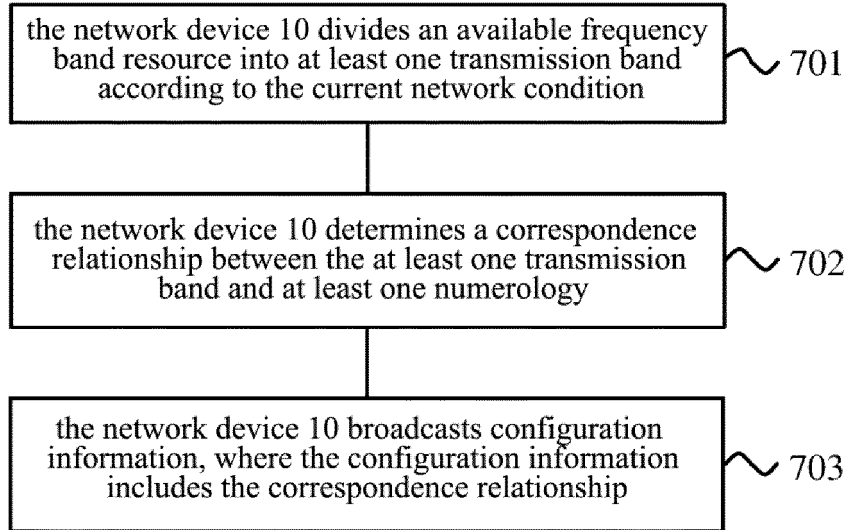 the network device 10 divides an available frequency
band resource into at least one transmission band
according to the current network condition
701
the network device 10 determines a correspondence
relationship between the at least one transmission
band and at least one numerology
702
the network device 10 broadcasts configuration
information, where the configuration information
includes the correspondence relationship
703